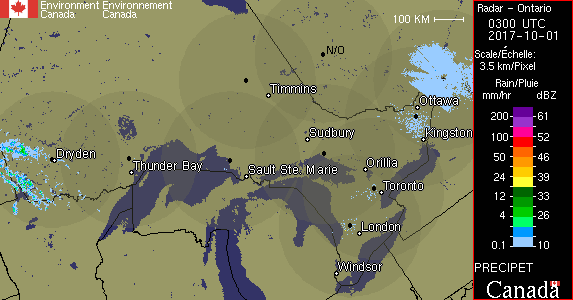 Environment Environnement
Canada Canada
100 KM
N/O
Timmins
Ottawa
Sudbury
Kingston
Dryden
Thunder Bay
Sault Ste. Marie
Orillia
Toronto
London
Windsor
Radar - Ontario
0300 UTC
2017-10-01
Scale/Échelle:
3.5 km/Pixel
Rain/Pluie
mm/hr dBZ
200 61
100 52
50 46
24 39
12 33
4 26
0.1 10
PRECIPET
Canada